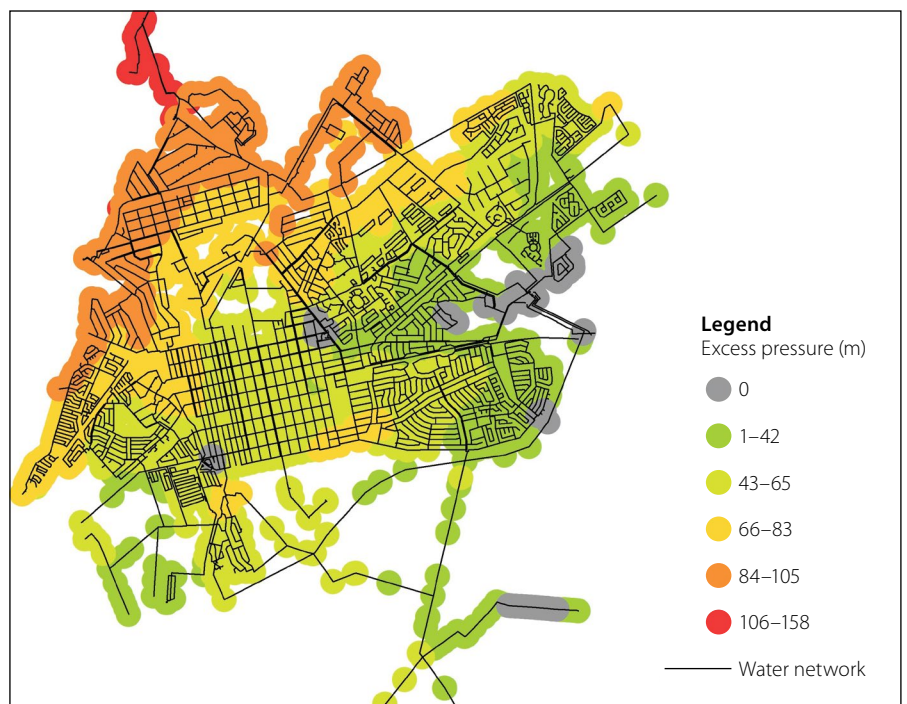 Legend
Excess pressure (m)
0
1–42
43–65
66–83
84–105
106–158
Water network